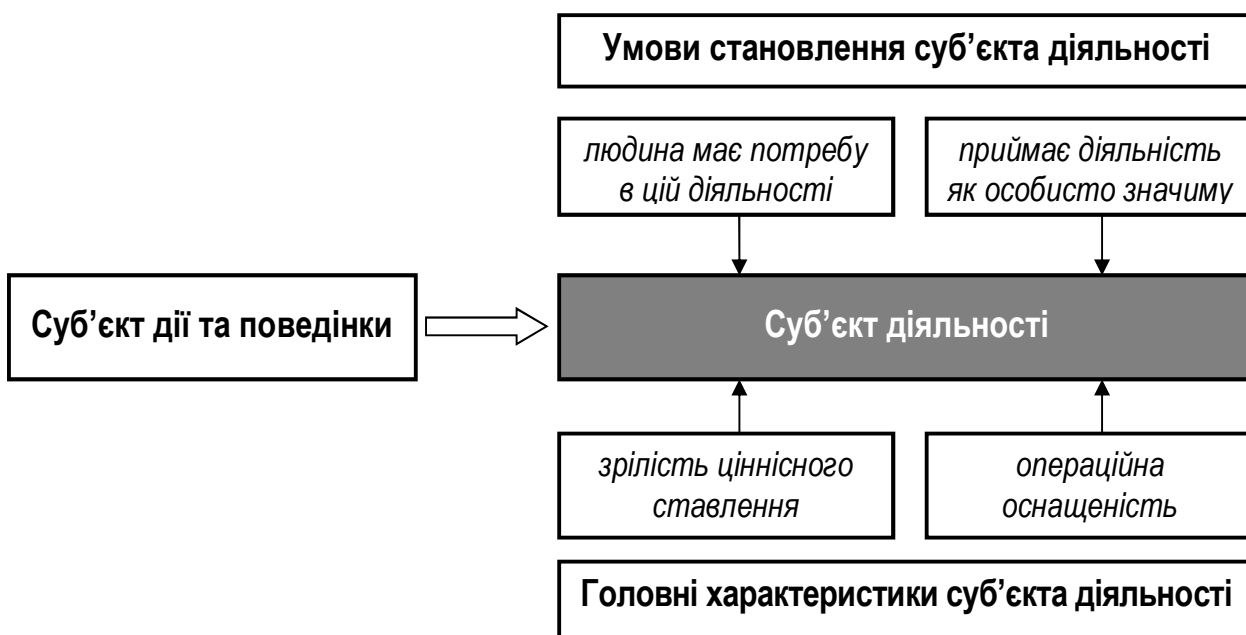 Умови становлення суб’єкта діяльності
людина має потребу
в цій діяльності
приймає діяльність
як особисто значиму
Суб’єкт дії та поведінки
Суб’єкт діяльності
зрілість ціннісного
ставлення
операційна
оснащеність
Головні характеристики суб’єкта діяльності